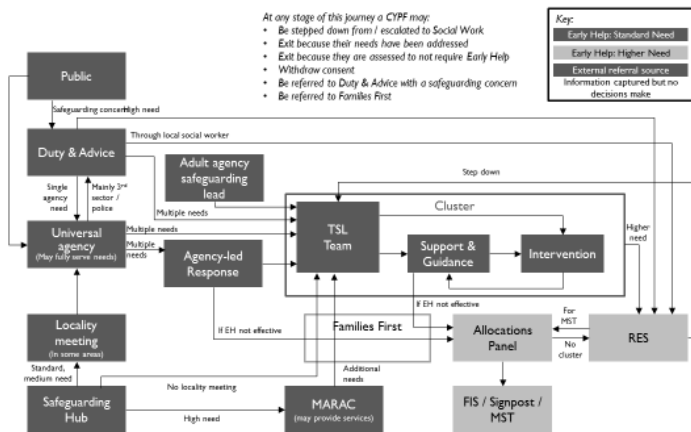 At any stage of this journey a CYPF may:
• Be stepped down from / escalated to Social Work
• Exit because their needs have been addressed
• Exit because they are assessed to not require Early Help
• Withdraw consent
• Be referred to Duty & Advice with a safeguarding concern
• Be referred to Families First
Key:
Early Help: Standard Need
Early Help: Higher Need
External referral source
Information captured but no
decisions make
Public
Safeguarding concern
High need
Through local social worker
Duty & Advice
Adult agency
safeguarding
lead
Step down
Single
agency
need
Mainly 3rd
sector /
police
Multiple needs
Cluster
Universal
agency
(May fully serve needs)
Multiple needs
Multiple
needs
Agency-led
Response
TSL
Team
Support &
Guidance
Intervention
Higher
need
If EH not effective
Locality
meeting
(In some areas)
If EH not effective
Families First
Allocations
Panel
For
MST
No
cluster
RES
Standard,
medium need
No locality meeting
Additional
needs
Safeguarding
Hub
High need
MARAC
(may provide services)
FIS / Signpost /
MST